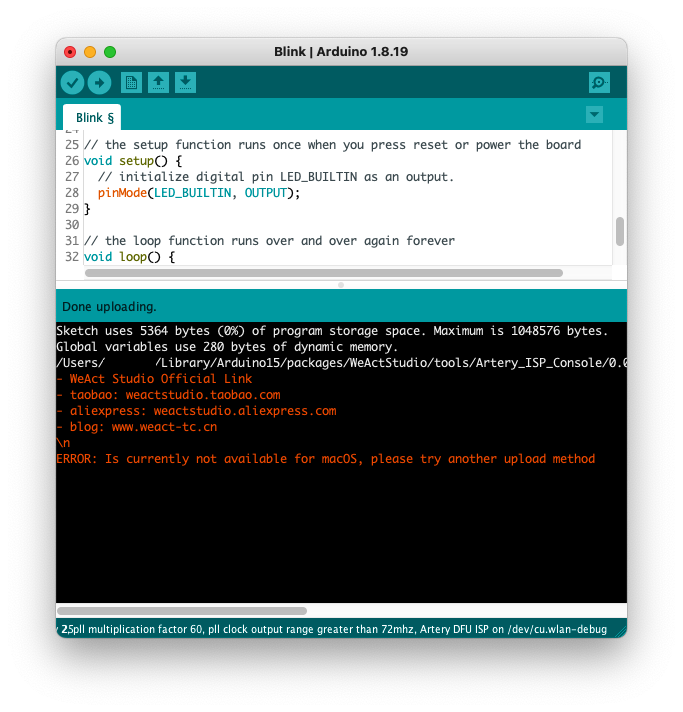 Blink | Arduino 1.8.19
Blink §
24
25 // the setup function runs once when you press reset or power the board
26 void setup() {
27   // initialize digital pin LED_BUILTIN as an output.
28   pinMode(LED_BUILTIN, OUTPUT);
29 }
30
31 // the loop function runs over and over again forever
32 void loop() {
Done uploading.
Sketch uses 5364 bytes (0%) of program storage space. Maximum is 1048576 bytes.
Global variables use 280 bytes of dynamic memory.
/Users/ /Library/Arduino15/packages/WeActStudio/tools/Artery_ISP_Console/0.0
- WeAct Studio Official Link
- taobao: weactstudio.taobao.com
- aliexpress: weactstudio.aliexpress.com
- blog: www.weact-tc.cn
\n
ERROR: Is currently not available for macOS, please try another upload method
pll multiplication factor 60, pll clock output range greater than 72mhz, Artery DFU ISP on /dev/cu.wlan-debug